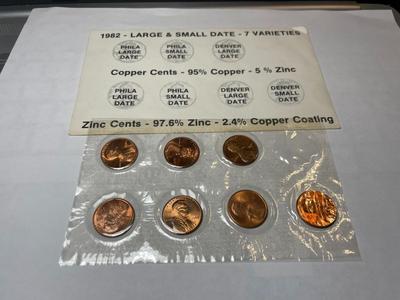 1982 - LARGE & SMALL DATE - 7 VARIETIES
PHILA LARGE DATE
PHILA SMALL DATE
DENVER LARGE DATE
Copper Cents - 95% Copper - 5 % Zinc
PHILA LARGE DATE
PHILA SMALL DATE
DENVER LARGE DATE
DENVER SMALL DATE
Zinc Cents - 97.6% Zinc - 2.4% Copper Coating